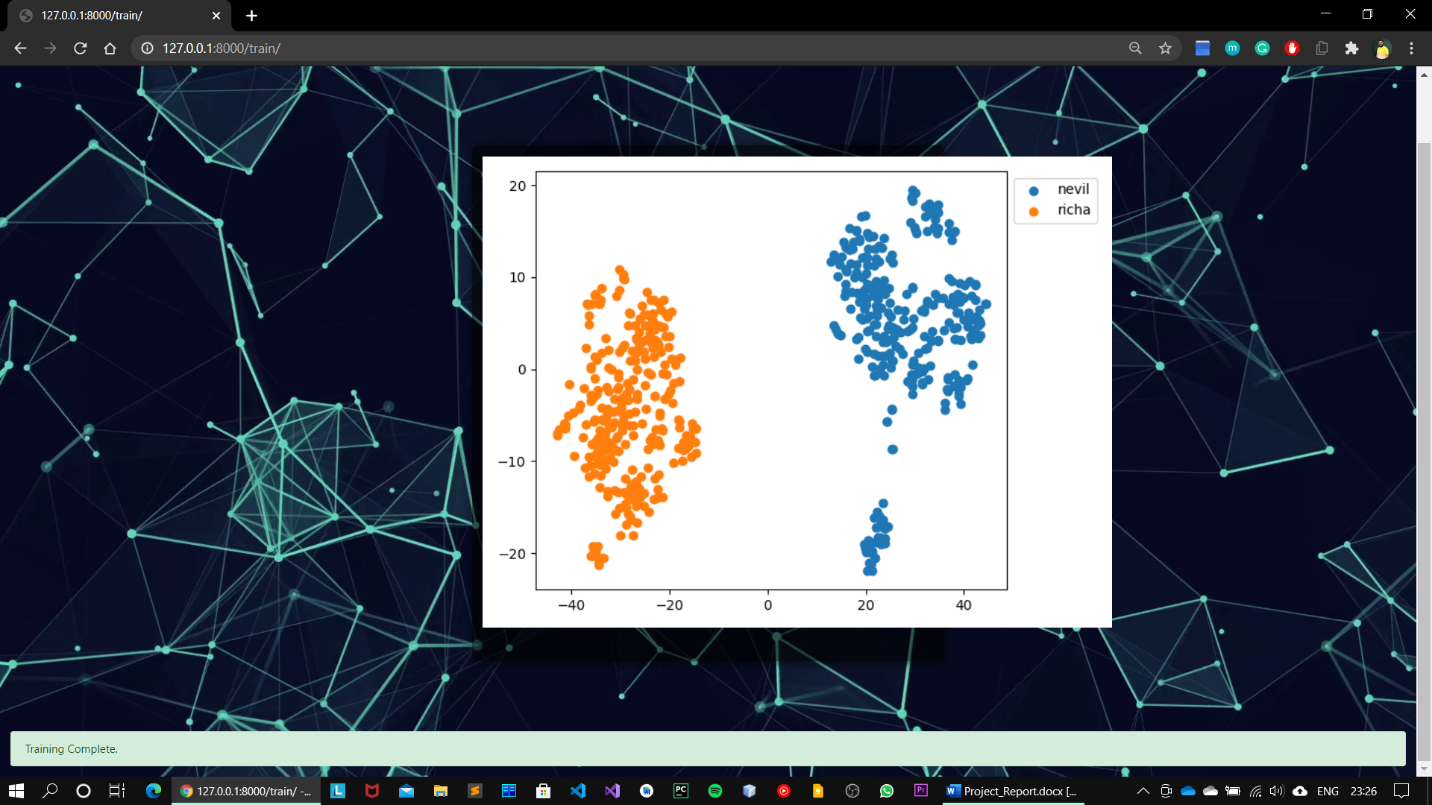 127.0.0.1:8000/train/
127.0.0.1:8000/train/
nevil
richa
20
10
0
−10
−20
−40
−20
0
20
40
Training Complete.
127.0.0.1:8000/train/ -...
Project_Report.docx [...
ENG
23:26